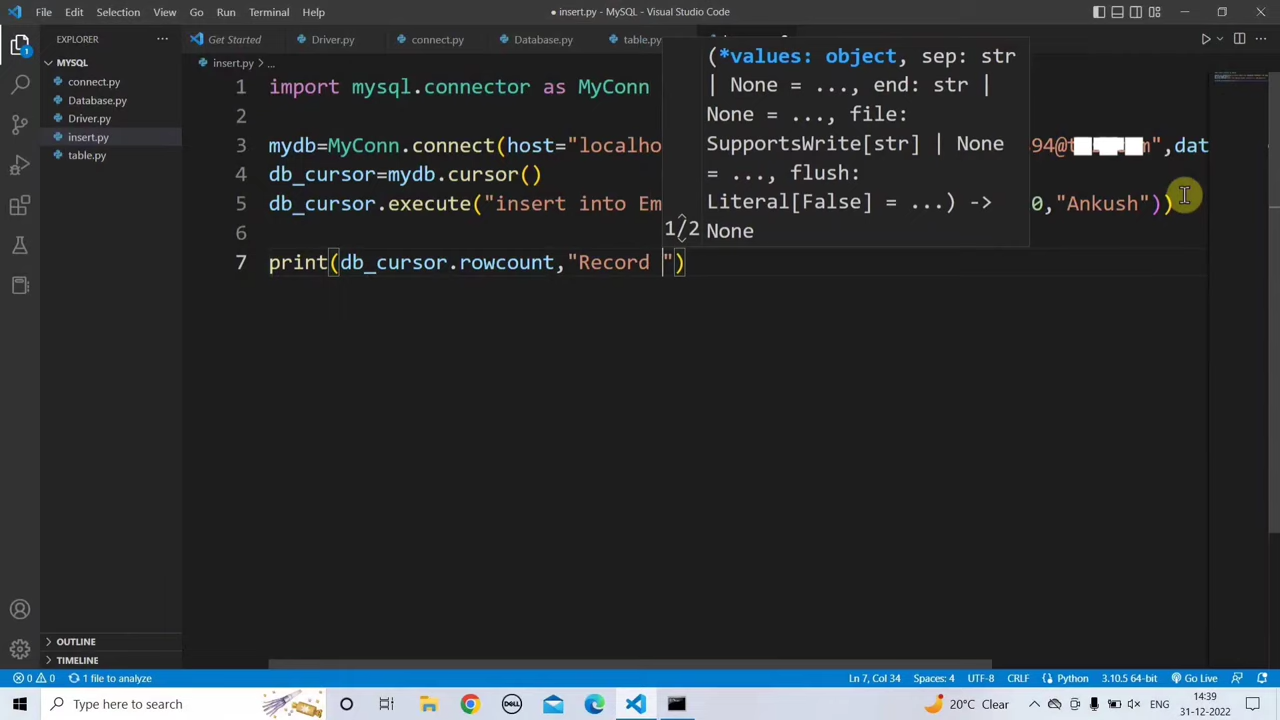 File Edit Selection View Go Run Terminal Help
● insert.py - MySQL - Visual Studio Code
EXPLORER
MYSQL
connect.py
Database.py
Driver.py
insert.py
table.py
OUTLINE
TIMELINE
Get Started Driver.py connect.py Database.py table.py
insert.py > ...
1 import mysql.connector as MyConn
2
3 mydb=MyConn.connect(host="localho 94@ m",dat
4 db_cursor=mydb.cursor()
5 db_cursor.execute("insert into Em 0,"Ankush"))
6
7 print(db_cursor.rowcount,"Record ")
(*values: object, sep: str
| None = ..., end: str |
None = ..., file:
SupportsWrite[str] | None
= ..., flush:
Literal[False] = ...) ->
None
1/2
0 0 1 file to analyze Ln 7, Col 34 Spaces: 4 UTF-8 CRLF Python 3.10.5 64-bit Go Live
Type here to search
DELL
20°C Clear
ENG
14:39
31-12-2022